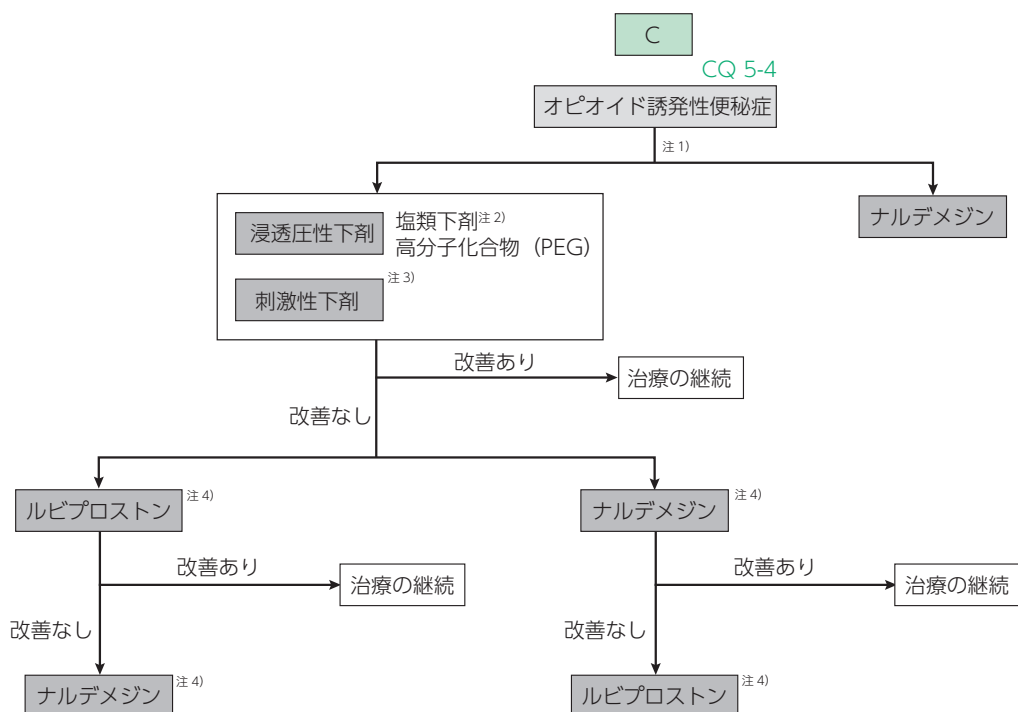 C
CQ 5-4
オピオイド誘発性便秘症
注 1)
浸透圧性下剤
塩類下剤注 2)
高分子化合物（PEG）
刺激性下剤
注 3)
ナルデメジン
改善あり
治療の継続
改善なし
ルビプロストン
注 4)
ナルデメジン
注 4)
改善あり
治療の継続
改善あり
治療の継続
改善なし
改善なし
ナルデメジン
注 4)
ルビプロストン
注 4)